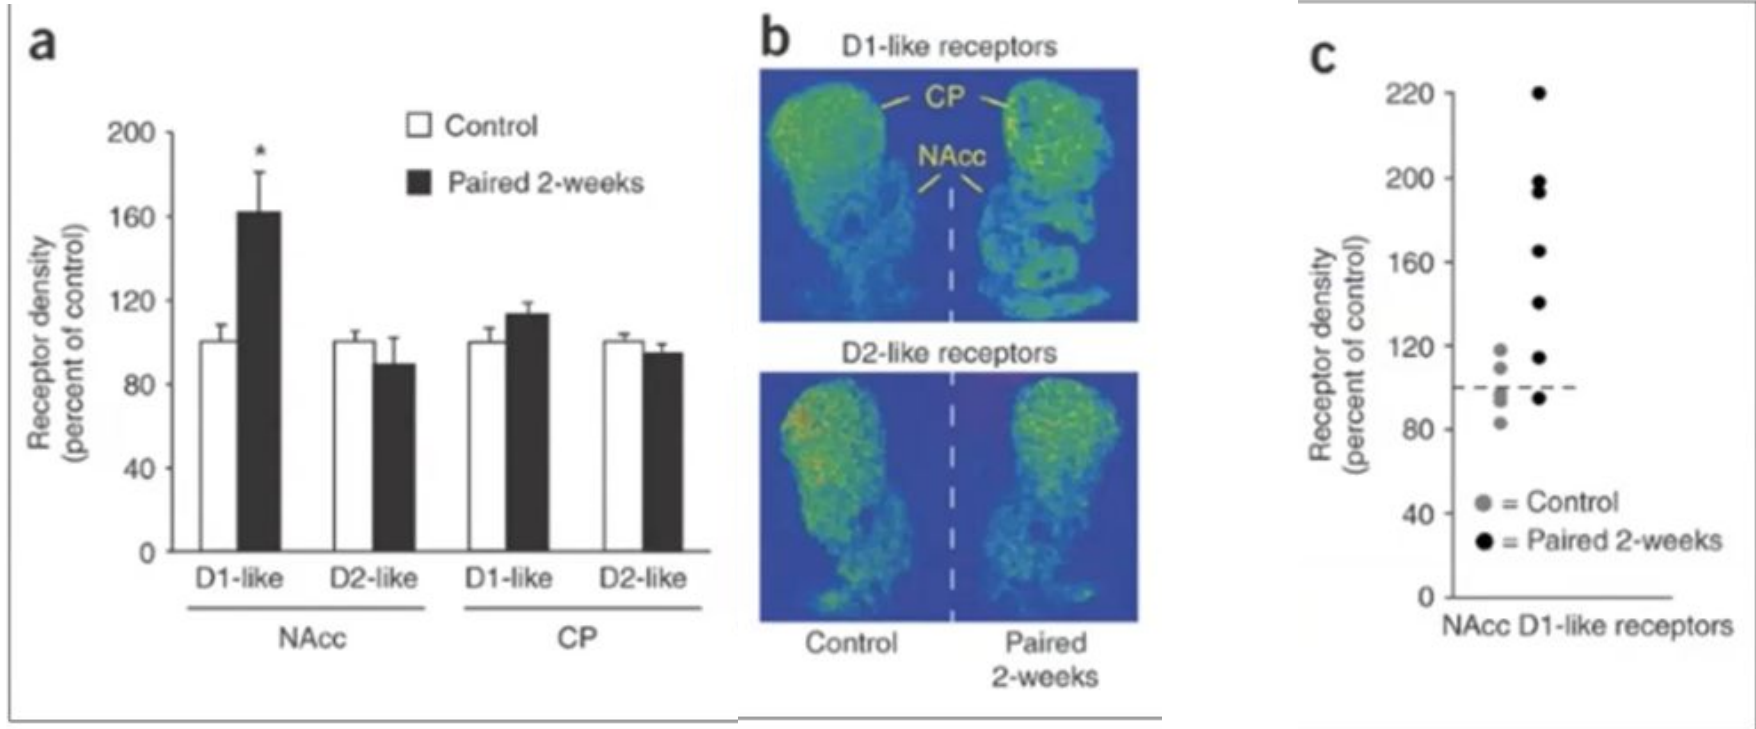 a
200
160
120
80
40
0
Receptor density
(percent of control)
*
Control
Paired 2-weeks
D1-like
D2-like
D1-like
D2-like
NAcc
CP
b
D1-like receptors
CP
NAcc
D2-like receptors
Control
Paired
2-weeks
c
220
200
160
120
80
40
0
Receptor density
(percent of control)
= Control
= Paired 2-weeks
NAcc D1-like receptors